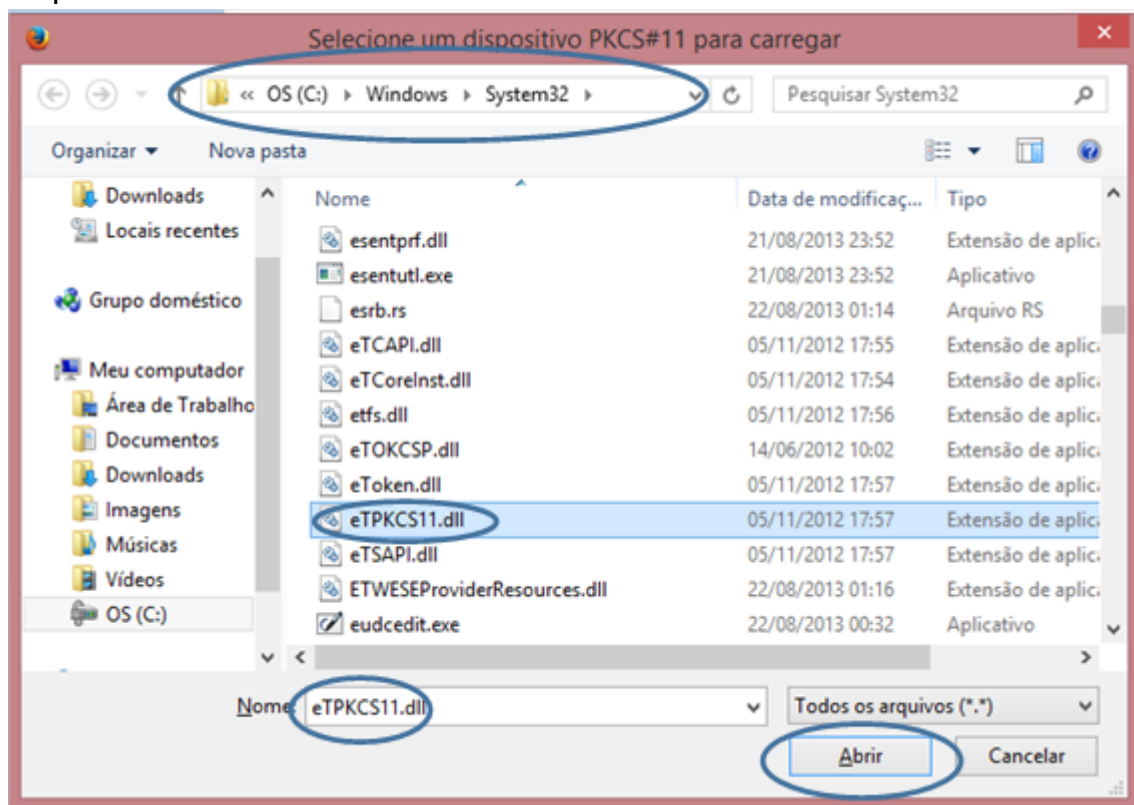 Selecione um dispositivo PKCS#11 para carregar
« OS (C:) Windows System32 Pesquisar System32
Organizar Nova pasta
Downloads
Locais recentes
Grupo doméstico
Meu computador
Área de Trabalho
Documentos
Downloads
Imagens
Músicas
Vídeos
OS (C:)
Nome Data de modificaç... Tipo
esentprf.dll 21/08/2013 23:52 Extensão de aplic
esentutl.exe 21/08/2013 23:52 Aplicativo
esrb.rs 22/08/2013 01:14 Arquivo RS
eTCAPI.dll 05/11/2012 17:55 Extensão de aplic
eTCoreInst.dll 05/11/2012 17:54 Extensão de aplic
etfs.dll 05/11/2012 17:56 Extensão de aplic
eTOKCSP.dll 14/06/2012 10:02 Extensão de aplic
eToken.dll 05/11/2012 17:57 Extensão de aplic
eTPKCS11.dll 05/11/2012 17:57 Extensão de aplic
eTSAPI.dll 05/11/2012 17:57 Extensão de aplic
ETWESEProviderResources.dll 22/08/2013 01:16 Extensão de aplic
eudcedit.exe 22/08/2013 00:32 Aplicativo
Nome: eTPKCS11.dll Todos os arquivos (*.*)
Abrir Cancelar